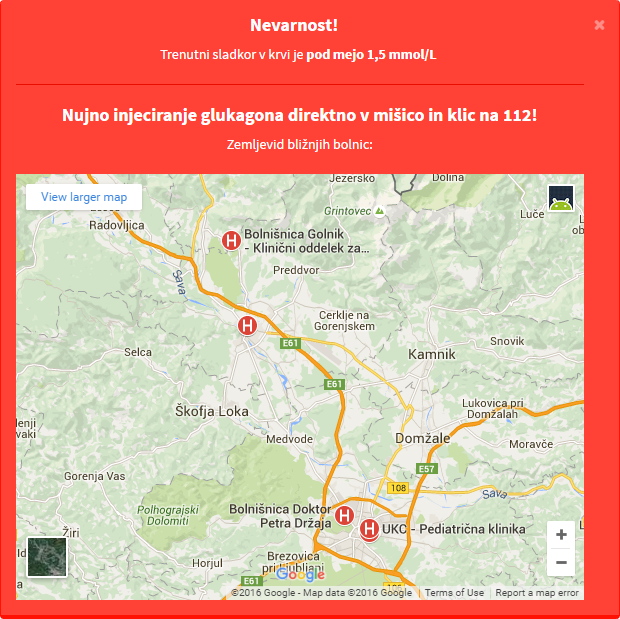 Nevarnost!
×
Trenutni sladkor v krvi je pod mejo 1,5 mmol/L
Nujno injeciranje glukagona direktno v mišico in klic na 112!
Zemljevid bližnjih bolnic:
View larger map
Jezersko
Dolina
Grintovec
Luče
Radovljica
H
Bolnišnica Golnik
- Klinični oddelek za...
Preddvor
Sava
H
Cerklje na
Gorenjskem
E61
Selca
Snovik
Kamnik
E61
Škofja Loka
Lukovica pri
Domžalah
Medvode
Domžale
Moravče
E57
Gorenja Vas
108
Sava
Polhograjski
Dolomiti
Bolnišnica Doktor
Petra Držaja
H
H
UKC - Pediatrična klinika
Žiri
+
Horjul
Brezovica
pri Ljubljani
−
E61
Google
©2016 Google - Map data ©2016 Google
Terms of Use
Report a map error